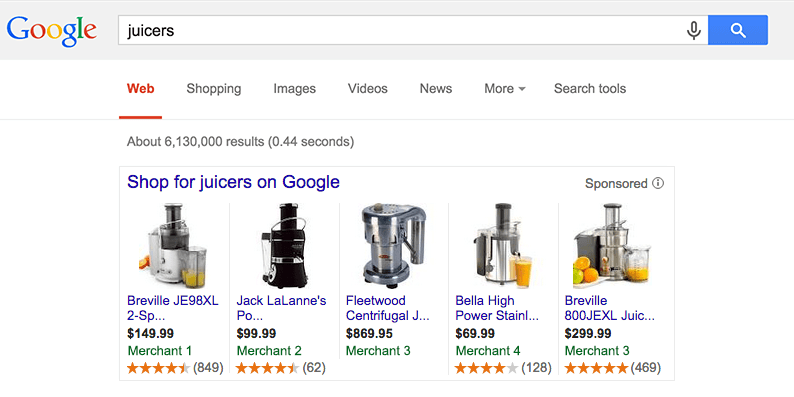 Google
juicers
Web Shopping Images Videos News More Search tools
About 6,130,000 results (0.44 seconds)
Shop for juicers on Google
Sponsored
Breville JE98XL
2-Sp...
$149.99
Merchant 1
(849)
Jack LaLanne's
Po...
$99.99
Merchant 2
(62)
Fleetwood
Centrifugal J...
$869.95
Merchant 3
Bella High
Power Stainl...
$69.99
Merchant 4
(128)
Breville
800JEXL Juic...
$299.99
Merchant 3
(469)